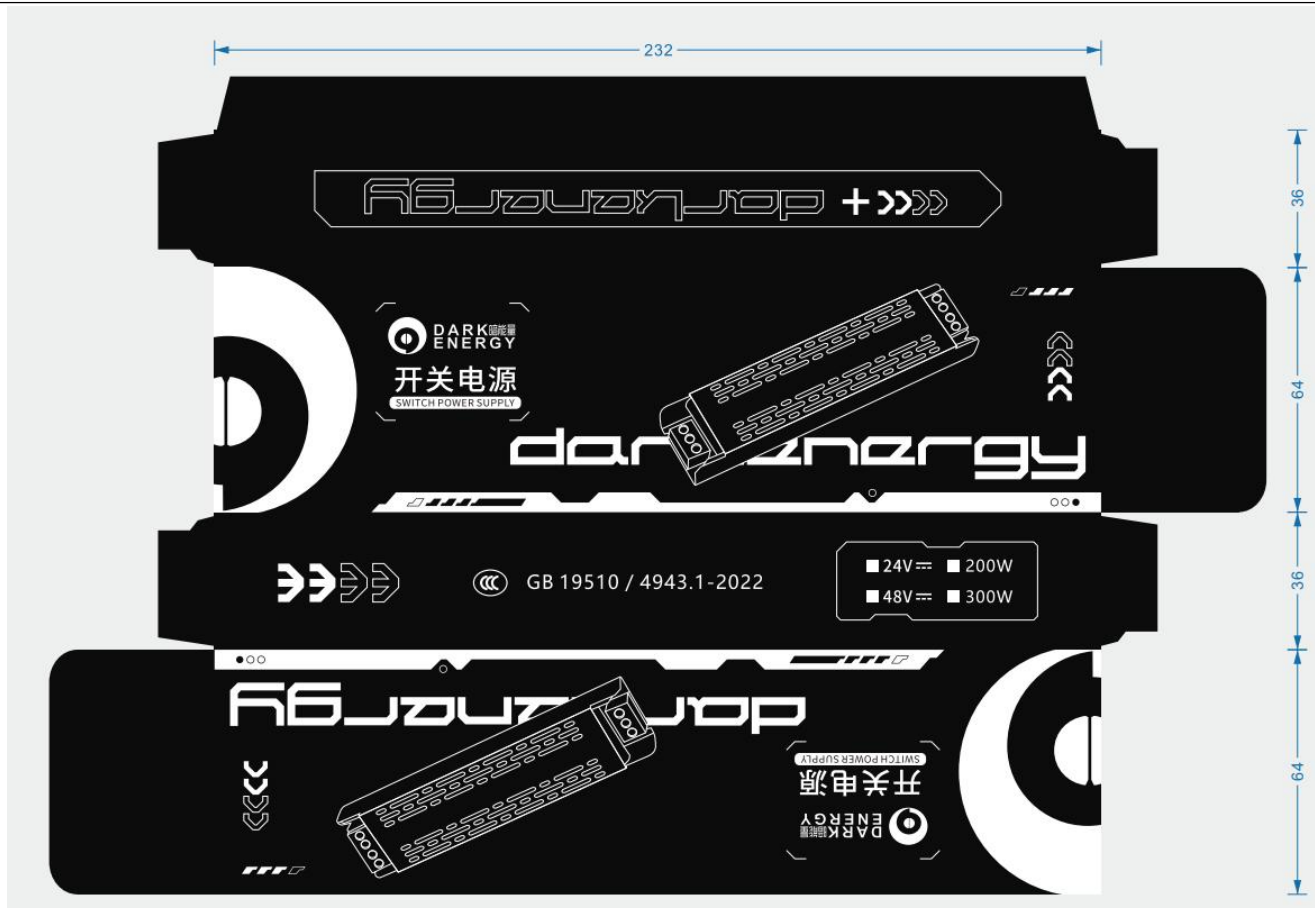 232
36
darkenergy +
DARK暗能量
ENERGY
开关电源
SWITCH POWER SUPPLY
64
darkenergy
CCC GB 19510 / 4943.1-2022
24V 200W
48V 300W
36
darkenergy
SWITCH POWER SUPPLY
开关电源
DARK暗能量
ENERGY
64